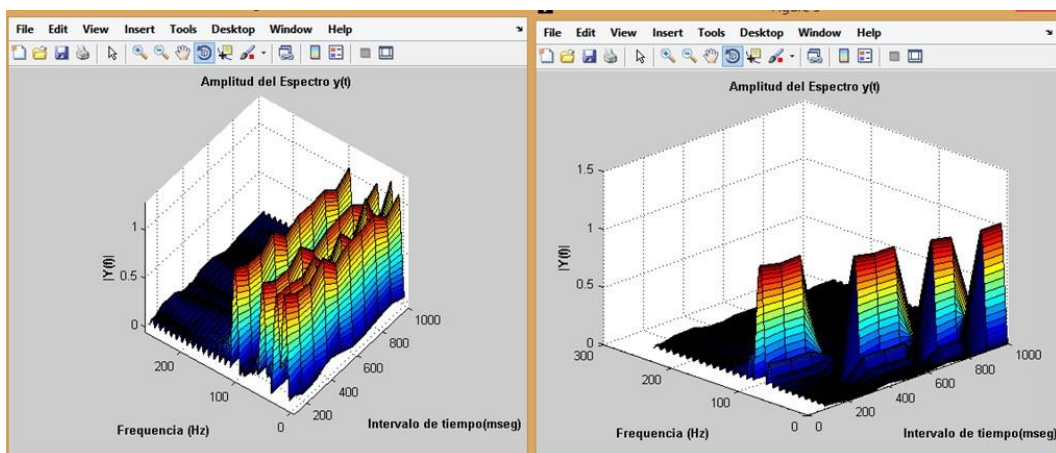 File Edit View Insert Tools Desktop Window Help
Amplitud del Espectro y(t)
1
0.5
0
|Y(f)|
200
100
0
Frequencia (Hz)
200
400
600
800
1000
Intervalo de tiempo(mseg)
File Edit View Insert Tools Desktop Window Help
Amplitud del Espectro y(t)
1.5
1
0.5
0
|Y(f)|
300
200
100
0
Frequencia (Hz)
0
200
400
600
800
1000
Intervalo de tiempo(mseg)